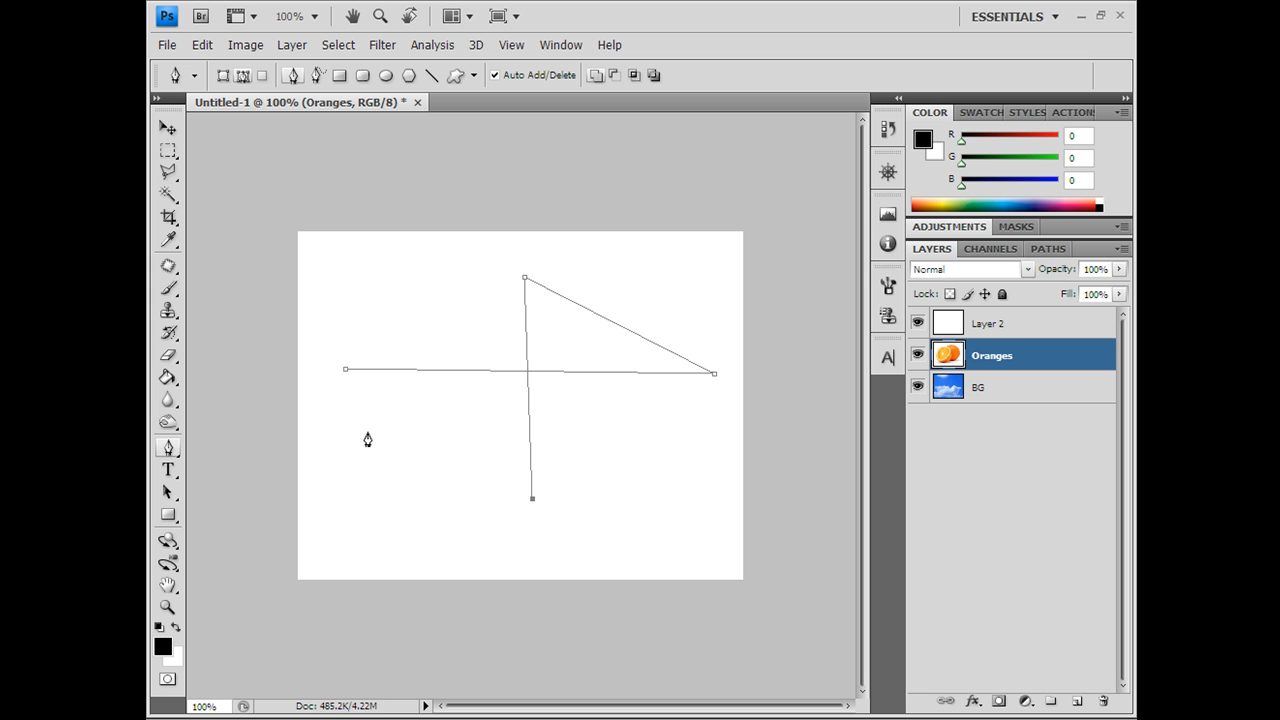 Ps Br 100% ESSENTIALS
File Edit Image Layer Select Filter Analysis 3D View Window Help
Auto Add/Delete
Untitled-1 @ 100% (Oranges, RGB/8) *
COLOR SWATCH STYLES ACTION
R 0
G 0
B 0
ADJUSTMENTS MASKS
LAYERS CHANNELS PATHS
Normal Opacity: 100%
Lock: Fill: 100%
Layer 2
Oranges
BG
A
T
fx
100% Doc: 485.2K/4.22M